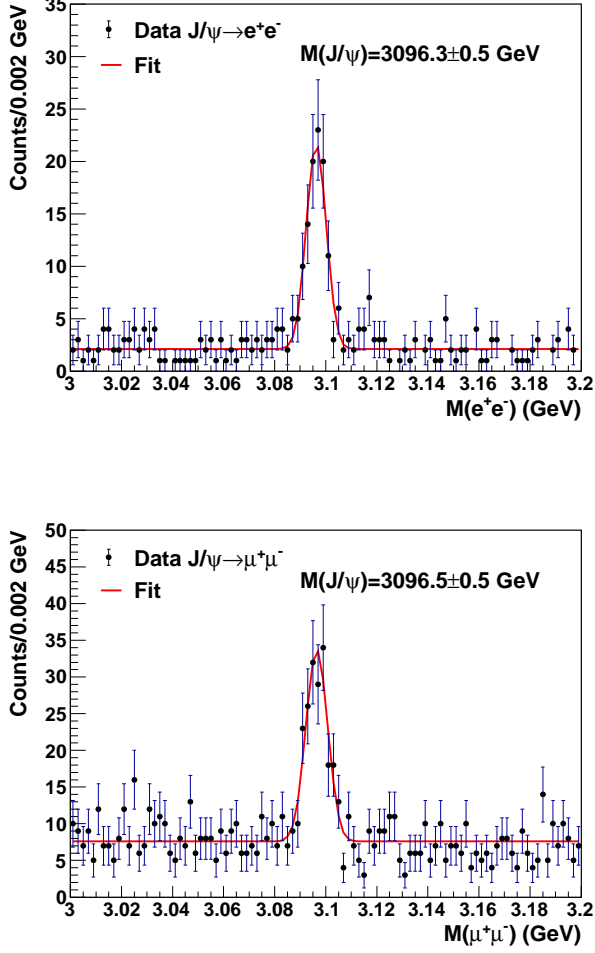 35
30
25
20
15
10
5
0
Counts/0.002 GeV
Data J/ψ→e⁺e⁻
Fit
M(J/ψ)=3096.3±0.5 GeV
3 3.02 3.04 3.06 3.08 3.1 3.12 3.14 3.16 3.18 3.2
M(e⁺e⁻) (GeV)
50
45
40
35
30
25
20
15
10
5
0
Counts/0.002 GeV
Data J/ψ→μ⁺μ⁻
Fit
M(J/ψ)=3096.5±0.5 GeV
3 3.02 3.04 3.06 3.08 3.1 3.12 3.14 3.16 3.18 3.2
M(μ⁺μ⁻) (GeV)